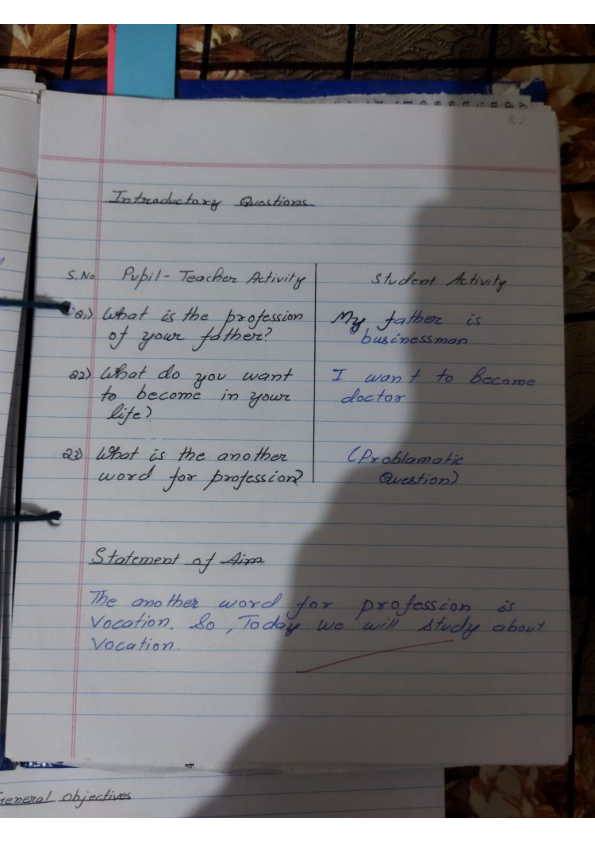 Introductory Questions
S.No Pupil-Teacher Activity Student Activity
Q1) What is the profession My father is
of your father? businessman
Q2) What do you want I want to become
to become in your doctor
life?
Q3) What is the another (Problamatic
word for profession? Question)
Statement of Aim
The another word for profession is
Vocation. So, Today we will study about
Vocation
General Objectives